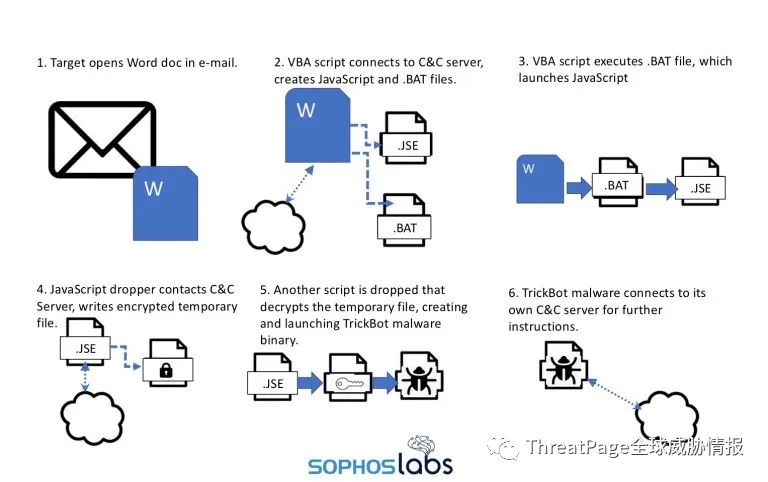 1. Target opens Word doc in e-mail.
2. VBA script connects to C&C server,
creates JavaScript and .BAT files.
3. VBA script executes .BAT file, which
launches JavaScript
W
W
.JSE
.BAT
W
.BAT
.JSE
4. JavaScript dropper contacts C&C
Server, writes encrypted temporary
file.
.JSE
5. Another script is dropped that
decrypts the temporary file, creating
and launching TrickBot malware
binary.
.JSE
6. TrickBot malware connects to its
own C&C server for further
instructions.
SOPHOSlabs
ThreatPage全球威胁情报